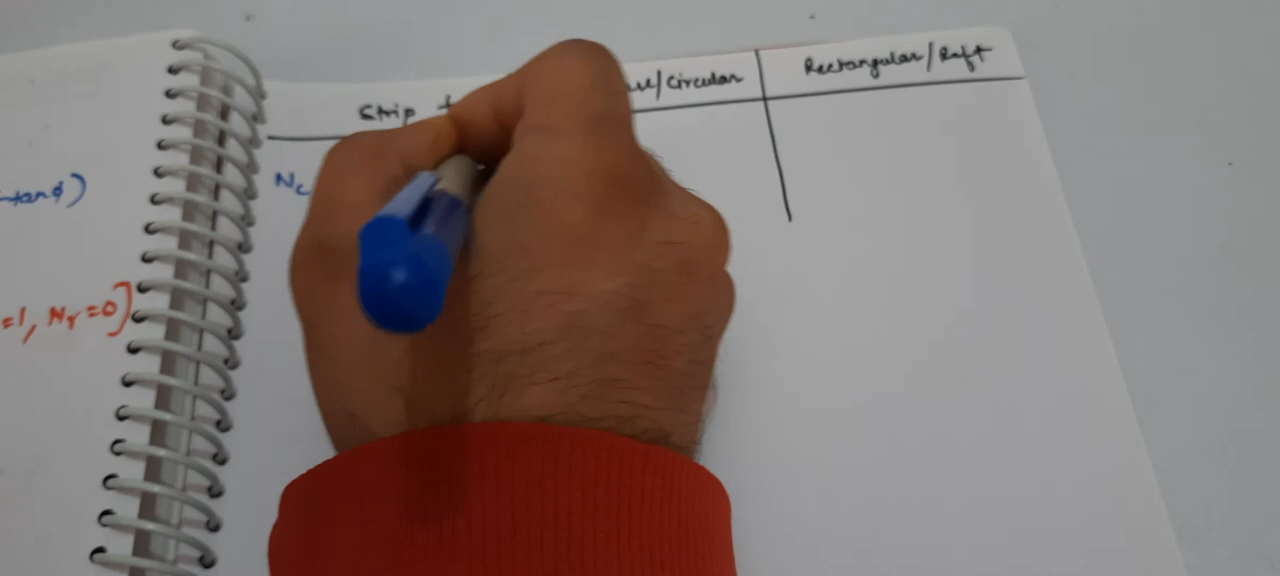 Strip
/Circular
Rectangular/Raft
Nc
tanϕ)
=1, Nγ=0]